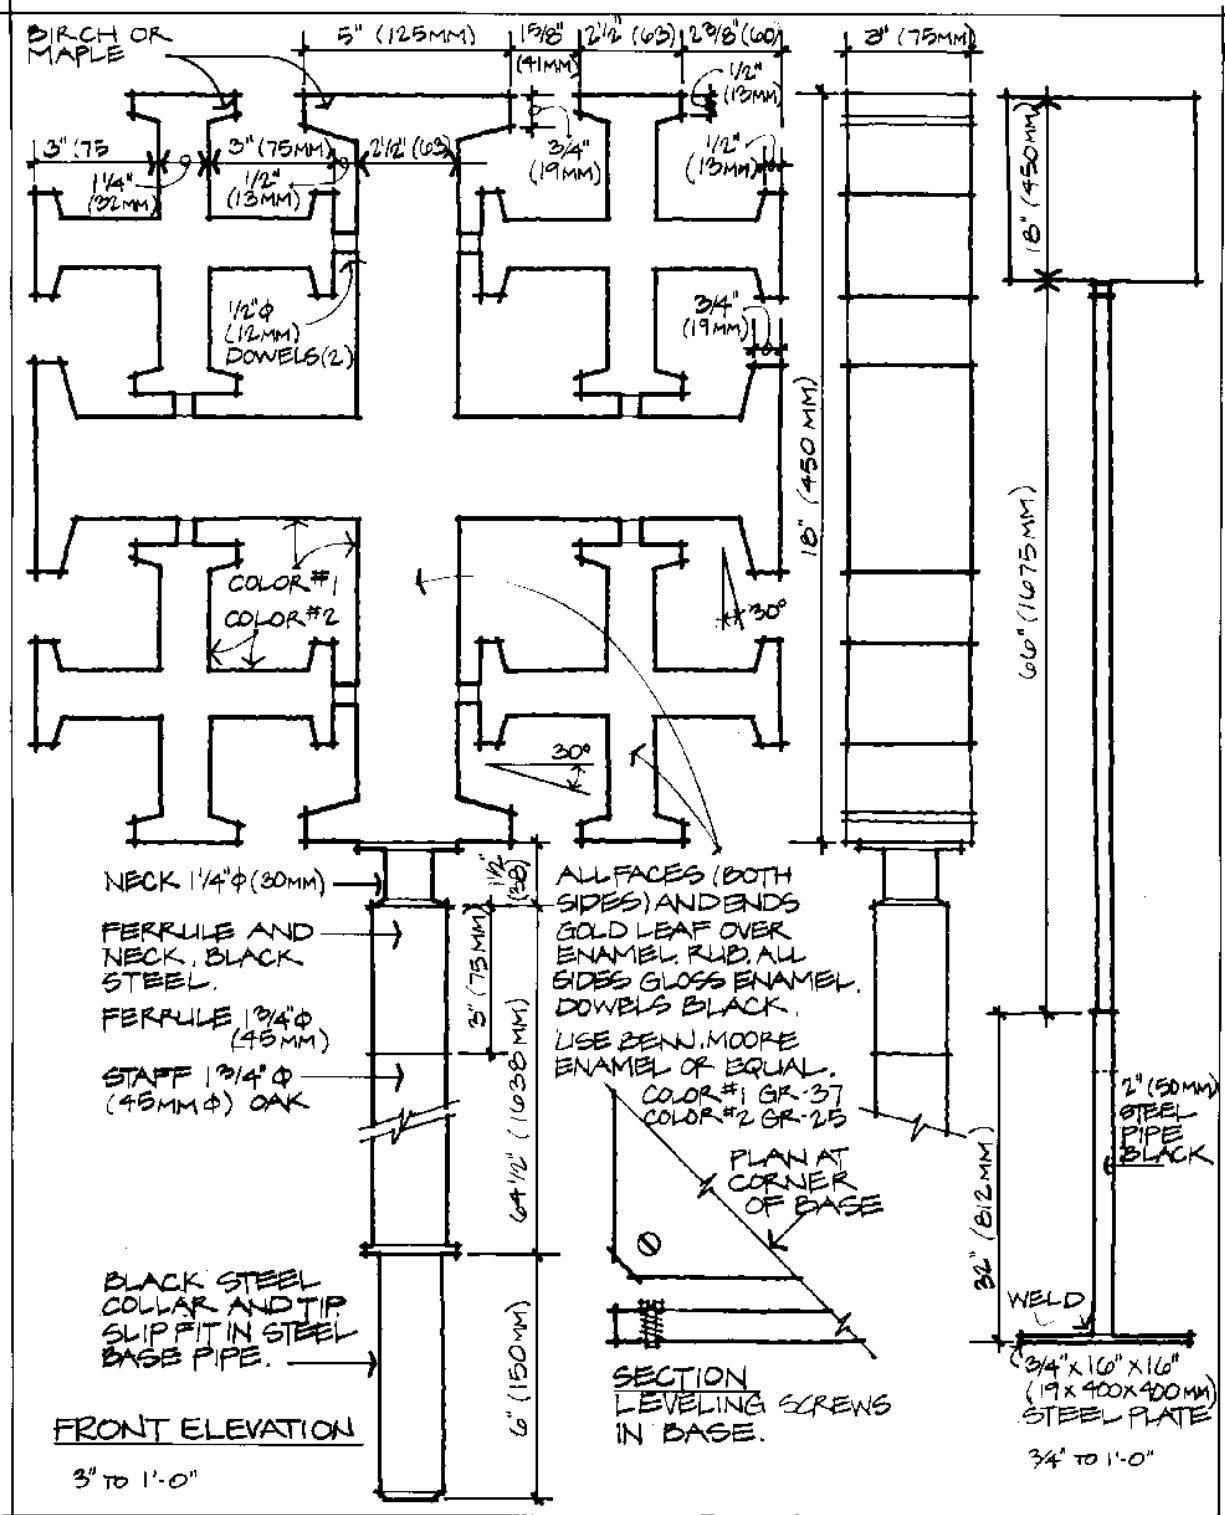 BIRCH OR
MAPLE
5" (125MM)
1 5/8"
(41MM)
2 1/2" (63)
2 3/8" (60)
3" (75MM)
1/2"
(13MM)
3" (75
3" (75MM)
2 1/2" (63)
3/4"
(19MM)
1/2"
(13MM)
1 1/4"
(32MM)
1/2"
(13MM)
18" (450MM)
1/2" Φ
(12MM)
DOWELS (2)
3/4"
(19MM)
18" (450 MM)
66" (1675MM)
COLOR #1
COLOR #2
30°
30°
NECK 1 1/4" Φ (30MM)
1 1/2"
(38)
FERRULE AND
NECK. BLACK
STEEL.
3" (75MM)
FERRULE 1 3/4" Φ
(45MM)
STAFF 1 3/4" Φ
(45MM Φ) OAK
ALL FACES (BOTH
SIDES) AND ENDS
GOLD LEAF OVER
ENAMEL. RUB. ALL
SIDES GLOSS ENAMEL.
DOWELS BLACK.
USE BENJ. MOORE
ENAMEL OR EQUAL.
COLOR #1 GR-37
COLOR #2 GR-25
64 1/2" (1638 MM)
PLAN AT
CORNER
OF BASE
2" (50MM)
STEEL
PIPE
BLACK
32" (812MM)
BLACK STEEL
COLLAR AND TIP.
SLIP FIT IN STEEL
BASE PIPE.
6" (150MM)
WELD
3/4" X 16" X 16"
(19 X 400 X 400 MM)
STEEL PLATE
SECTION
LEVELING SCREWS
IN BASE.
FRONT ELEVATION
3" TO 1'-0"
3/4" TO 1'-0"